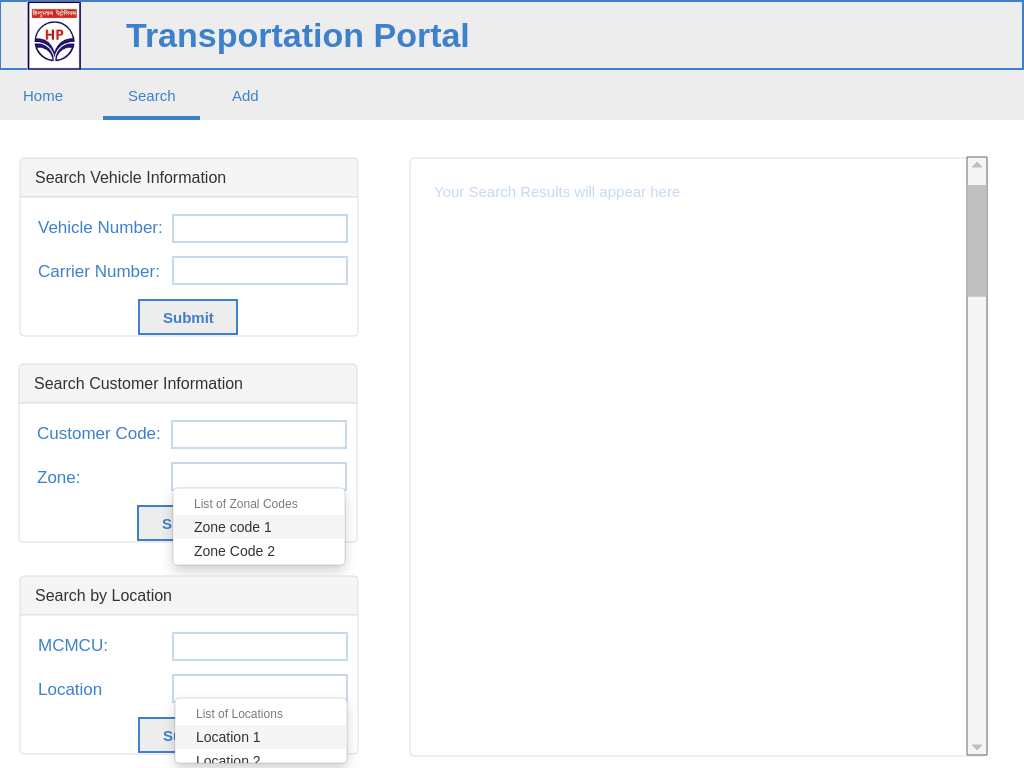 हिन्दुस्तान पेट्रोलियम
HP
Transportation Portal
Home
Search
Add
Search Vehicle Information
Vehicle Number:
Carrier Number:
Submit
Search Customer Information
Customer Code:
Zone:
List of Zonal Codes
S
Zone code 1
Zone Code 2
Search by Location
MCMCU:
Location
List of Locations
Su
Location 1
Location 2
Your Search Results will appear here